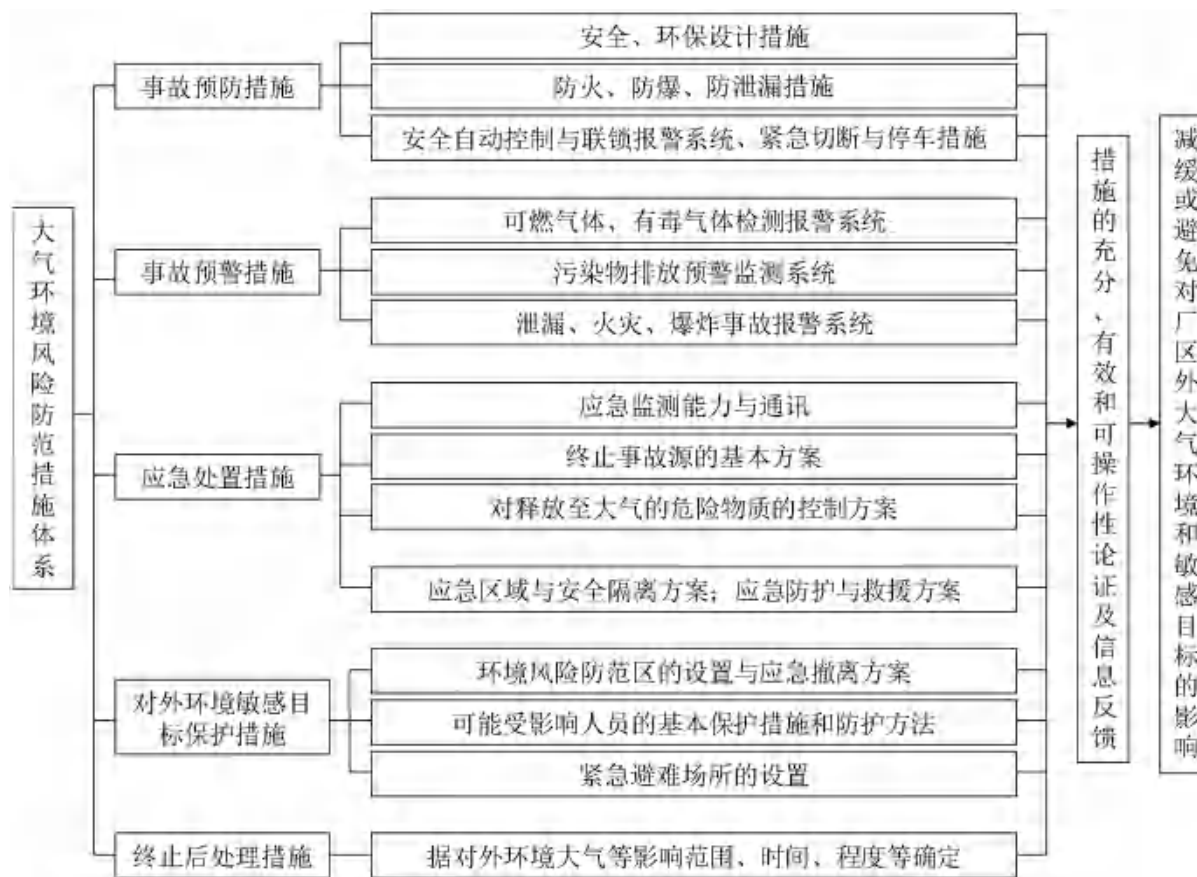 大气环境风险防范措施体系
事故预防措施
安全、环保设计措施
防火、防爆、防泄漏措施
安全自动控制与联锁报警系统、紧急切断与停车措施
事故预警措施
可燃气体、有毒气体检测报警系统
污染物排放预警监测系统
泄漏、火灾、爆炸事故报警系统
应急处置措施
应急监测能力与通讯
终止事故源的基本方案
对释放至大气的危险物质的控制方案
应急区域与安全隔离方案；应急防护与救援方案
对外环境敏感目
标保护措施
环境风险防范区的设置与应急撤离方案
可能受影响人员的基本保护措施和防护方法
紧急避难场所的设置
终止后处理措施
据对外环境大气等影响范围、时间、程度等确定
措施的充分、有效和可操作性论证及信息反馈
减缓或避免对厂区外大气环境和敏感目标的影响